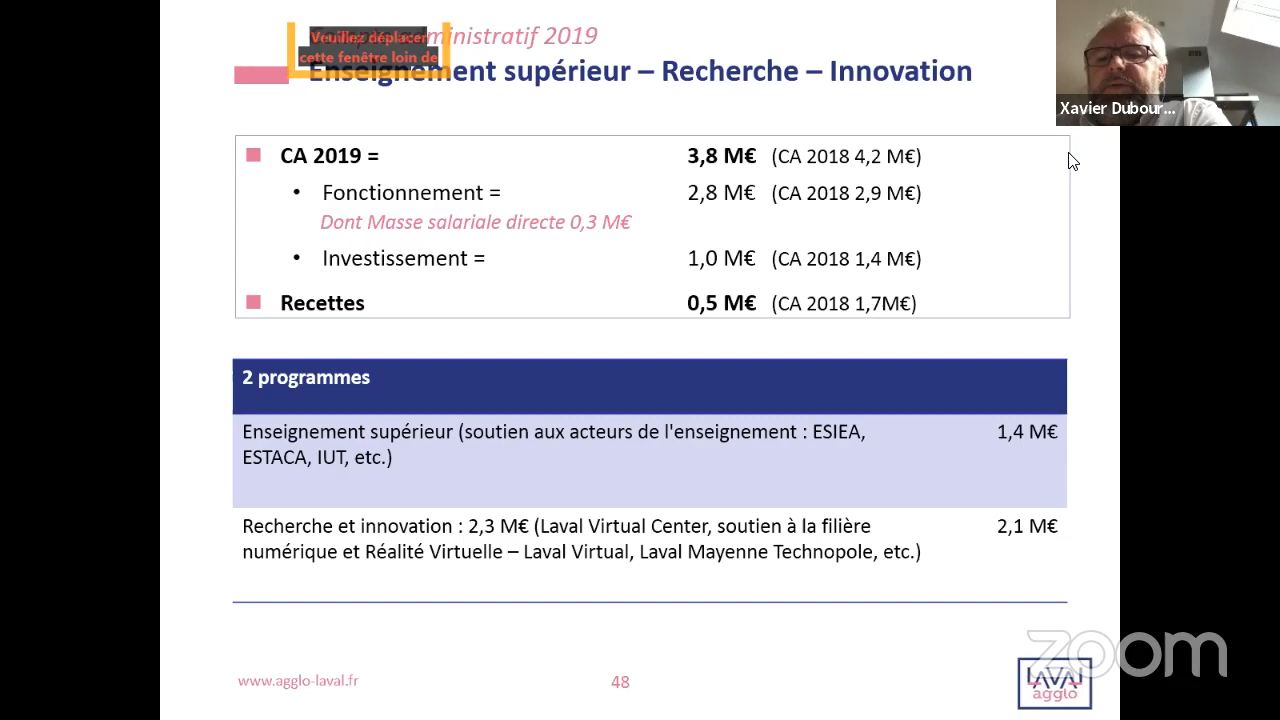 ministratif 2019
Veuillez déplacer
cette fenêtre loin de
Enseignement supérieur – Recherche – Innovation
Xavier Dubour...
CA 2019 = 3,8 M€ (CA 2018 4,2 M€)
• Fonctionnement = 2,8 M€ (CA 2018 2,9 M€)
Dont Masse salariale directe 0,3 M€
• Investissement = 1,0 M€ (CA 2018 1,4 M€)
Recettes 0,5 M€ (CA 2018 1,7M€)
2 programmes
Enseignement supérieur (soutien aux acteurs de l'enseignement : ESIEA, 1,4 M€
ESTACA, IUT, etc.)
Recherche et innovation : 2,3 M€ (Laval Virtual Center, soutien à la filière 2,1 M€
numérique et Réalité Virtuelle – Laval Virtual, Laval Mayenne Technopole, etc.)
www.agglo-laval.fr
48
zoom
LAVAL
agglo